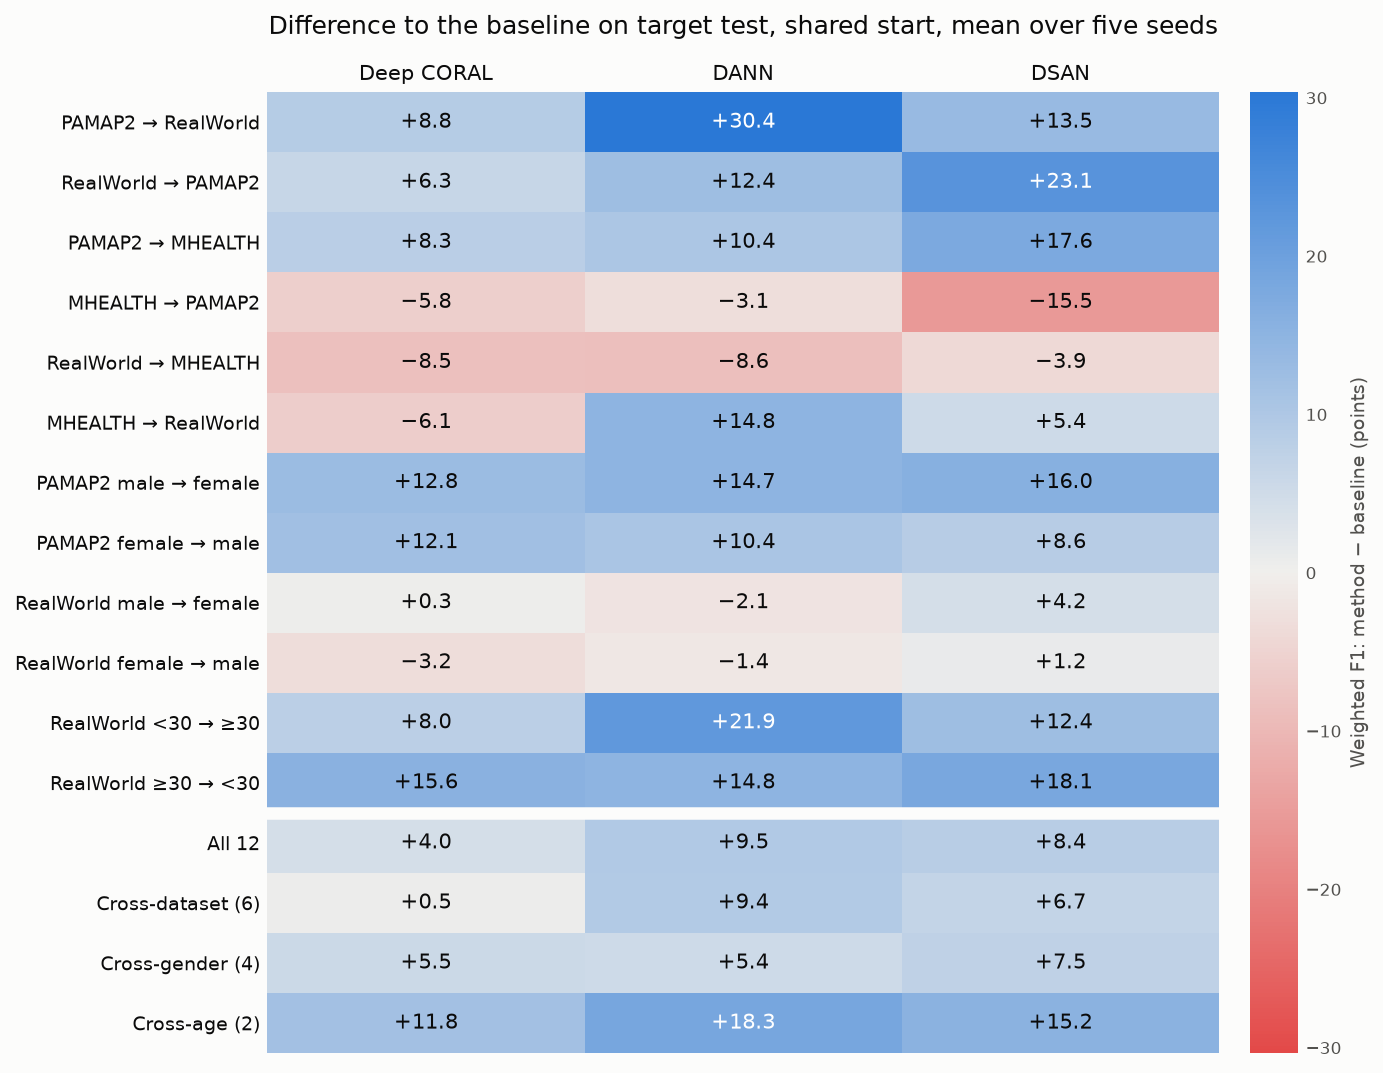 Difference to the baseline on target test, shared start, mean over five seeds
Deep CORAL DANN DSAN
PAMAP2 → RealWorld +8.8 +30.4 +13.5
RealWorld → PAMAP2 +6.3 +12.4 +23.1
PAMAP2 → MHEALTH +8.3 +10.4 +17.6
MHEALTH → PAMAP2 −5.8 −3.1 −15.5
RealWorld → MHEALTH −8.5 −8.6 −3.9
MHEALTH → RealWorld −6.1 +14.8 +5.4
PAMAP2 male → female +12.8 +14.7 +16.0
PAMAP2 female → male +12.1 +10.4 +8.6
RealWorld male → female +0.3 −2.1 +4.2
RealWorld female → male −3.2 −1.4 +1.2
RealWorld <30 → ≥30 +8.0 +21.9 +12.4
RealWorld ≥30 → <30 +15.6 +14.8 +18.1
All 12 +4.0 +9.5 +8.4
Cross-dataset (6) +0.5 +9.4 +6.7
Cross-gender (4) +5.5 +5.4 +7.5
Cross-age (2) +11.8 +18.3 +15.2
30
20
10
0
−10
−20
−30
Weighted F1: method − baseline (points)